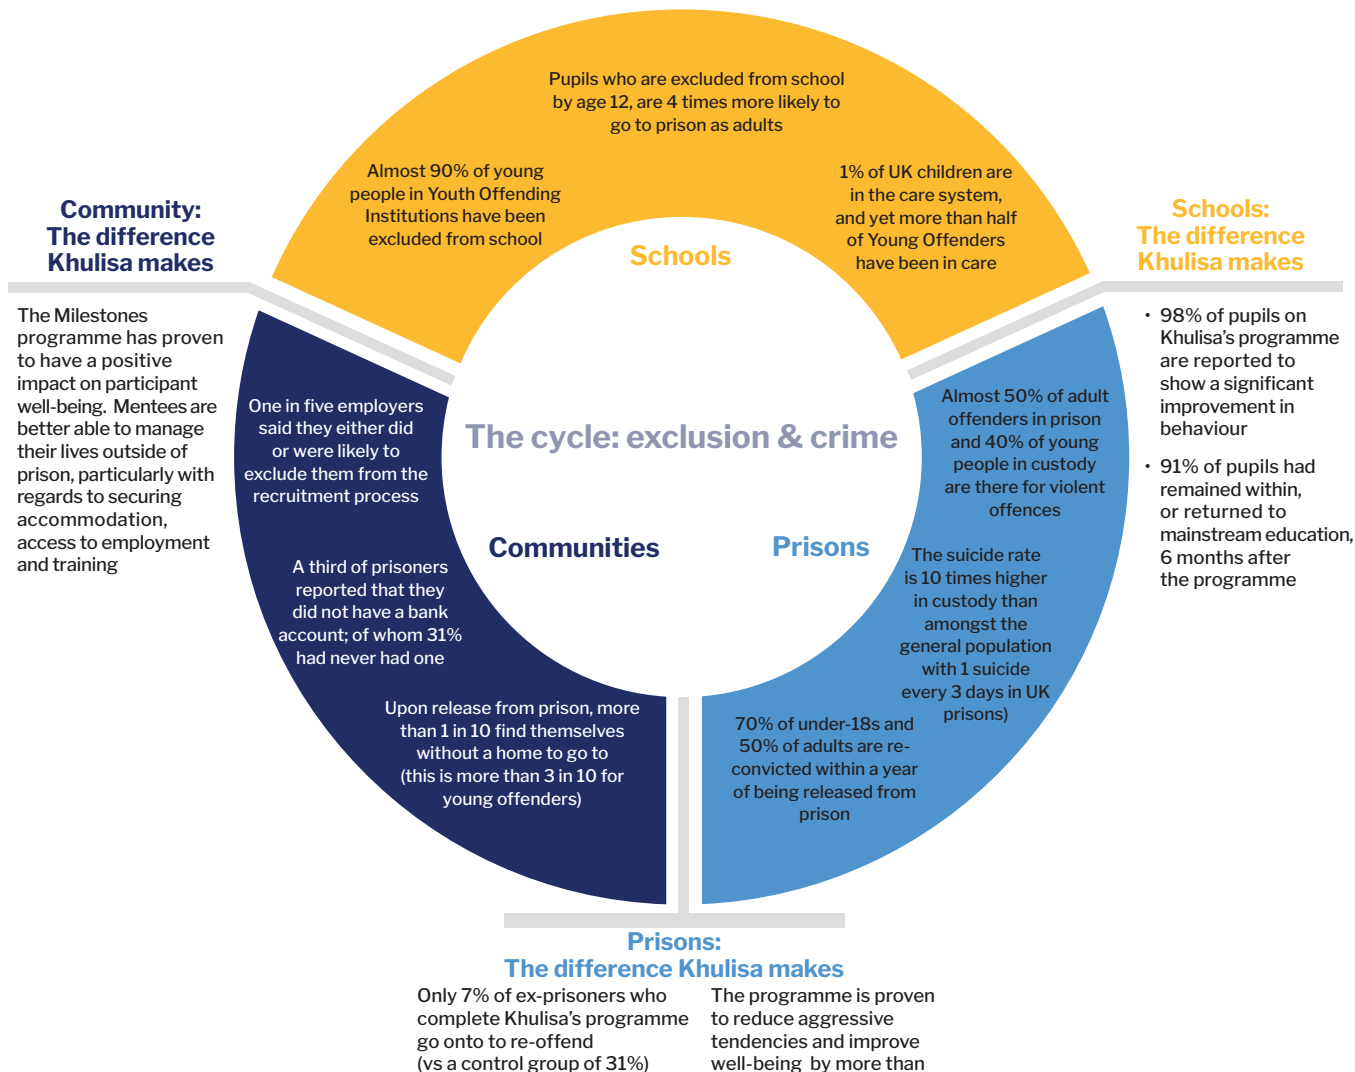 Pupils who are excluded from school
by age 12, are 4 times more likely to
go to prison as adults
Almost 90% of young
people in Youth Offending
Institutions have been
excluded from school
1% of UK children are
in the care system,
and yet more than half
of Young Offenders
have been in care
Schools
Community:
The difference
Khulisa makes
The Milestones
programme has proven
to have a positive
impact on participant
well-being.  Mentees are
better able to manage
their lives outside of
prison, particularly with
regards to securing
accommodation,
access to employment
and training
Schools:
The difference
Khulisa makes
• 98% of pupils on
Khulisa's programme
are reported to
show a significant
improvement in
behaviour
• 91% of pupils had
remained within,
or returned to
mainstream education,
6 months after
the programme
The cycle: exclusion & crime
Communities
Prisons
One in five employers
said they either did
or were likely to
exclude them from the
recruitment process
A third of prisoners
reported that they
did not have a bank
account; of whom 31%
had never had one
Upon release from prison, more
than 1 in 10 find themselves
without a home to go to
(this is more than 3 in 10 for
young offenders)
Almost 50% of adult
offenders in prison
and 40% of young
people in custody
are there for violent
offences
The suicide rate
is 10 times higher
in custody than
amongst the
general population
with 1 suicide
every 3 days in UK
prisons)
70% of under-18s and
50% of adults are re-
convicted within a year
of being released from
prison
Prisons:
The difference Khulisa makes
Only 7% of ex-prisoners who
complete Khulisa's programme
go onto to re-offend
(vs a control group of 31%)
The programme is proven
to reduce aggressive
tendencies and improve
well-being  by more than